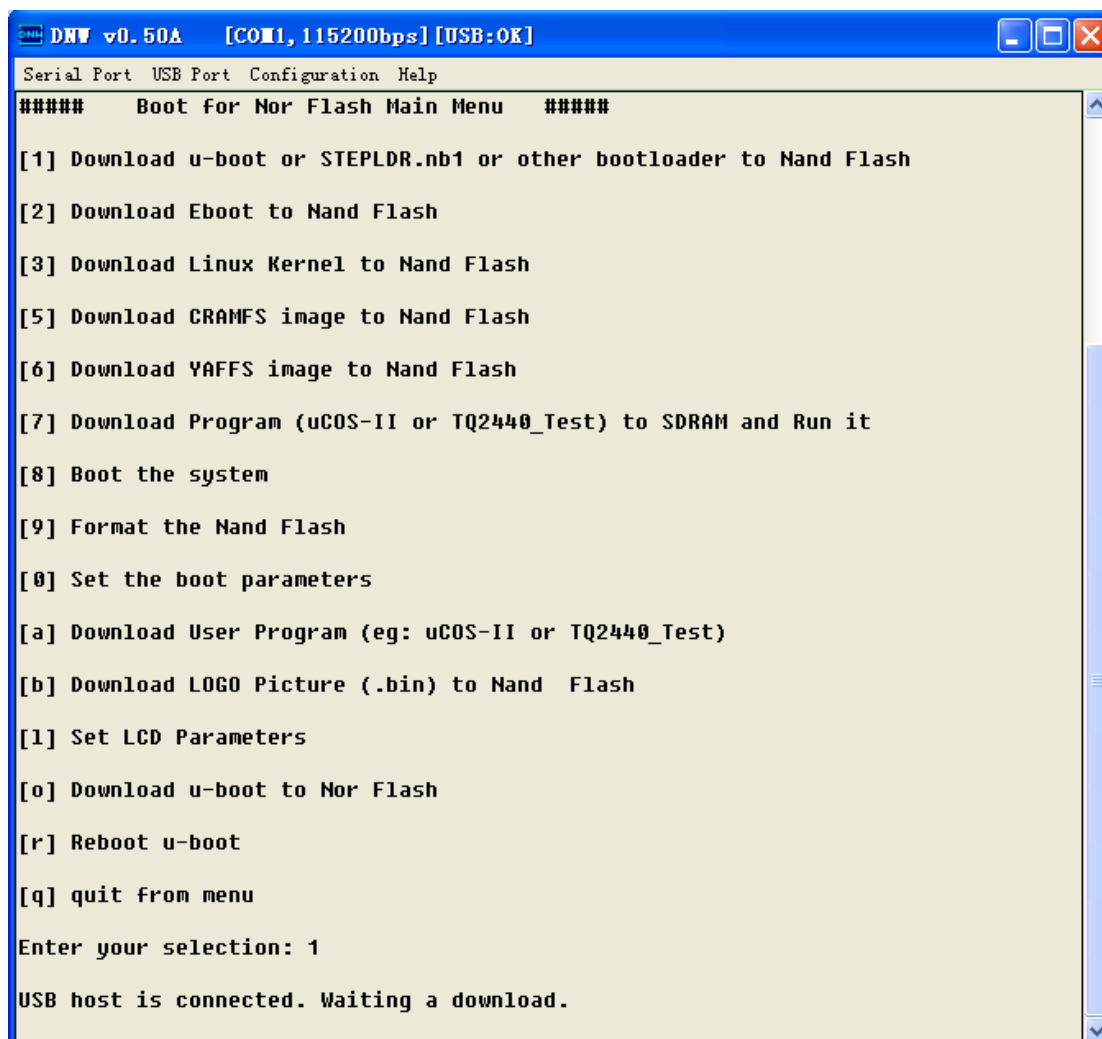 DNW v0.50A [COM1,115200bps][USB:OK]
Serial Port USB Port Configuration Help
##### Boot for Nor Flash Main Menu #####
[1] Download u-boot or STEPLDR.nb1 or other bootloader to Nand Flash
[2] Download Eboot to Nand Flash
[3] Download Linux Kernel to Nand Flash
[5] Download CRAMFS image to Nand Flash
[6] Download YAFFS image to Nand Flash
[7] Download Program (uCOS-II or TQ2440_Test) to SDRAM and Run it
[8] Boot the system
[9] Format the Nand Flash
[0] Set the boot parameters
[a] Download User Program (eg: uCOS-II or TQ2440_Test)
[b] Download LOGO Picture (.bin) to Nand  Flash
[l] Set LCD Parameters
[o] Download u-boot to Nor Flash
[r] Reboot u-boot
[q] quit from menu
Enter your selection: 1
USB host is connected. Waiting a download.